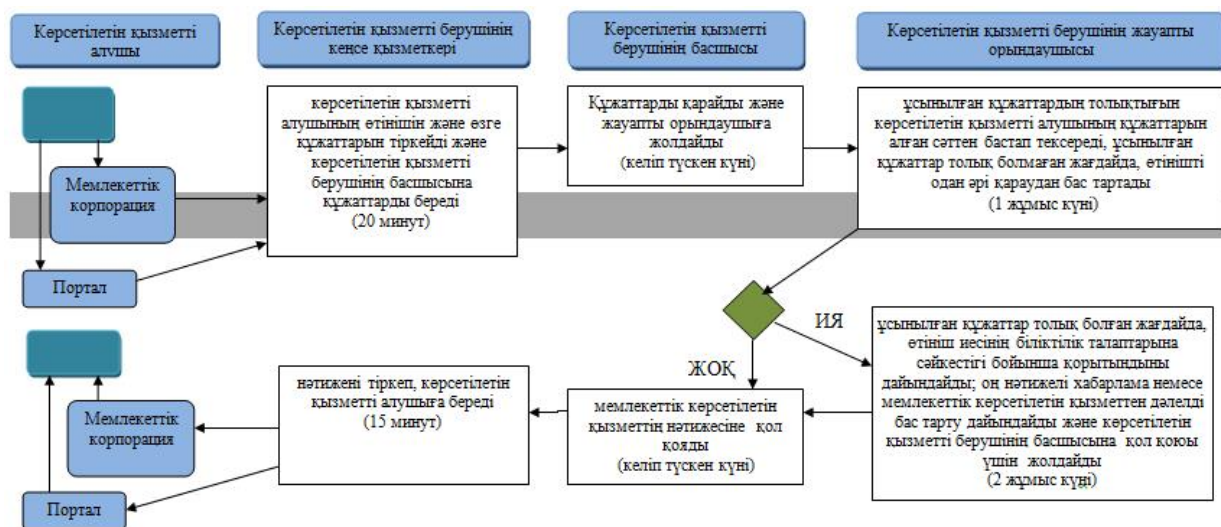 Көрсетілетін қызметті
алушы
Көрсетілетін қызметті берушінің
кеңсе қызметкері
Көрсетілетін қызметті
берушінің басшысы
Көрсетілетін қызметті берушінің жауапты
орындаушысы
көрсетілетін қызметті
алушының өтінішін және өзге
құжаттарын тіркейді және
көрсетілетін қызметті
берушінің басшысына
құжаттарды береді
(20 минут)
Құжаттарды қарайды және
жауапты орындаушыға
жолдайды
(келіп түскен күні)
ұсынылған құжаттардың толықтығын
көрсетілетін қызметті алушының құжаттарын
алған сәттен бастап тексереді, ұсынылған
құжаттар толық болмаған жағдайда, өтінішті
одан әрі қараудан бас тартады
(1 жұмыс күні)
Мемлекеттік
корпорация
Портал
ИЯ
ЖОҚ
ұсынылған құжаттар толық болған жағдайда,
өтініш иесінің біліктілік талаптарына
сәйкестігі бойынша қорытындыны
дайындайды; оң нәтижелі хабарлама немесе
мемлекеттік көрсетілетін қызметтен дәлелді
бас тарту дайындайды және көрсетілетін
қызметті берушінің басшысына қол қоюы
үшін жолдайды
(2 жұмыс күні)
мемлекеттік көрсетілетін
қызметтің нәтижесіне қол
қояды
(келіп түскен күні)
нәтижені тіркеп, көрсетілетін
қызметті алушыға береді
(15 минут)
Мемлекеттік
корпорация
Портал